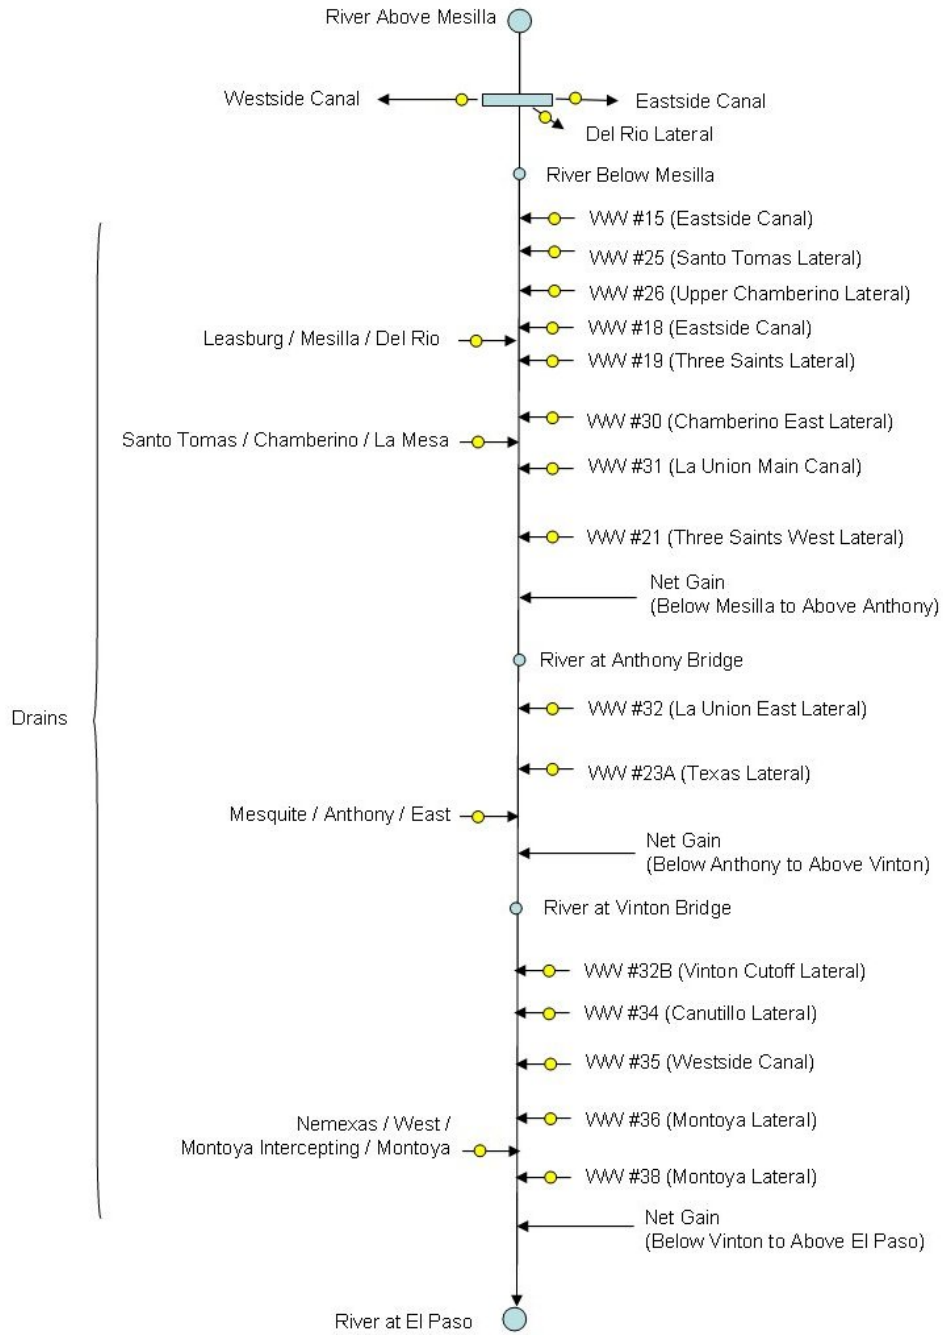 River Above Mesilla
Westside Canal
Eastside Canal
Del Rio Lateral
River Below Mesilla
WW #15 (Eastside Canal)
WW #25 (Santo Tomas Lateral)
WW #26 (Upper Chamberino Lateral)
WW #18 (Eastside Canal)
Leasburg / Mesilla / Del Rio
WW #19 (Three Saints Lateral)
WW #30 (Chamberino East Lateral)
Santo Tomas / Chamberino / La Mesa
WW #31 (La Union Main Canal)
WW #21 (Three Saints West Lateral)
Net Gain
(Below Mesilla to Above Anthony)
River at Anthony Bridge
WW #32 (La Union East Lateral)
Drains
WW #23A (Texas Lateral)
Mesquite / Anthony / East
Net Gain
(Below Anthony to Above Vinton)
River at Vinton Bridge
WW #32B (Vinton Cutoff Lateral)
WW #34 (Canutillo Lateral)
WW #35 (Westside Canal)
WW #36 (Montoya Lateral)
Nemexas / West /
Montoya Intercepting / Montoya
WW #38 (Montoya Lateral)
Net Gain
(Below Vinton to Above El Paso)
River at El Paso